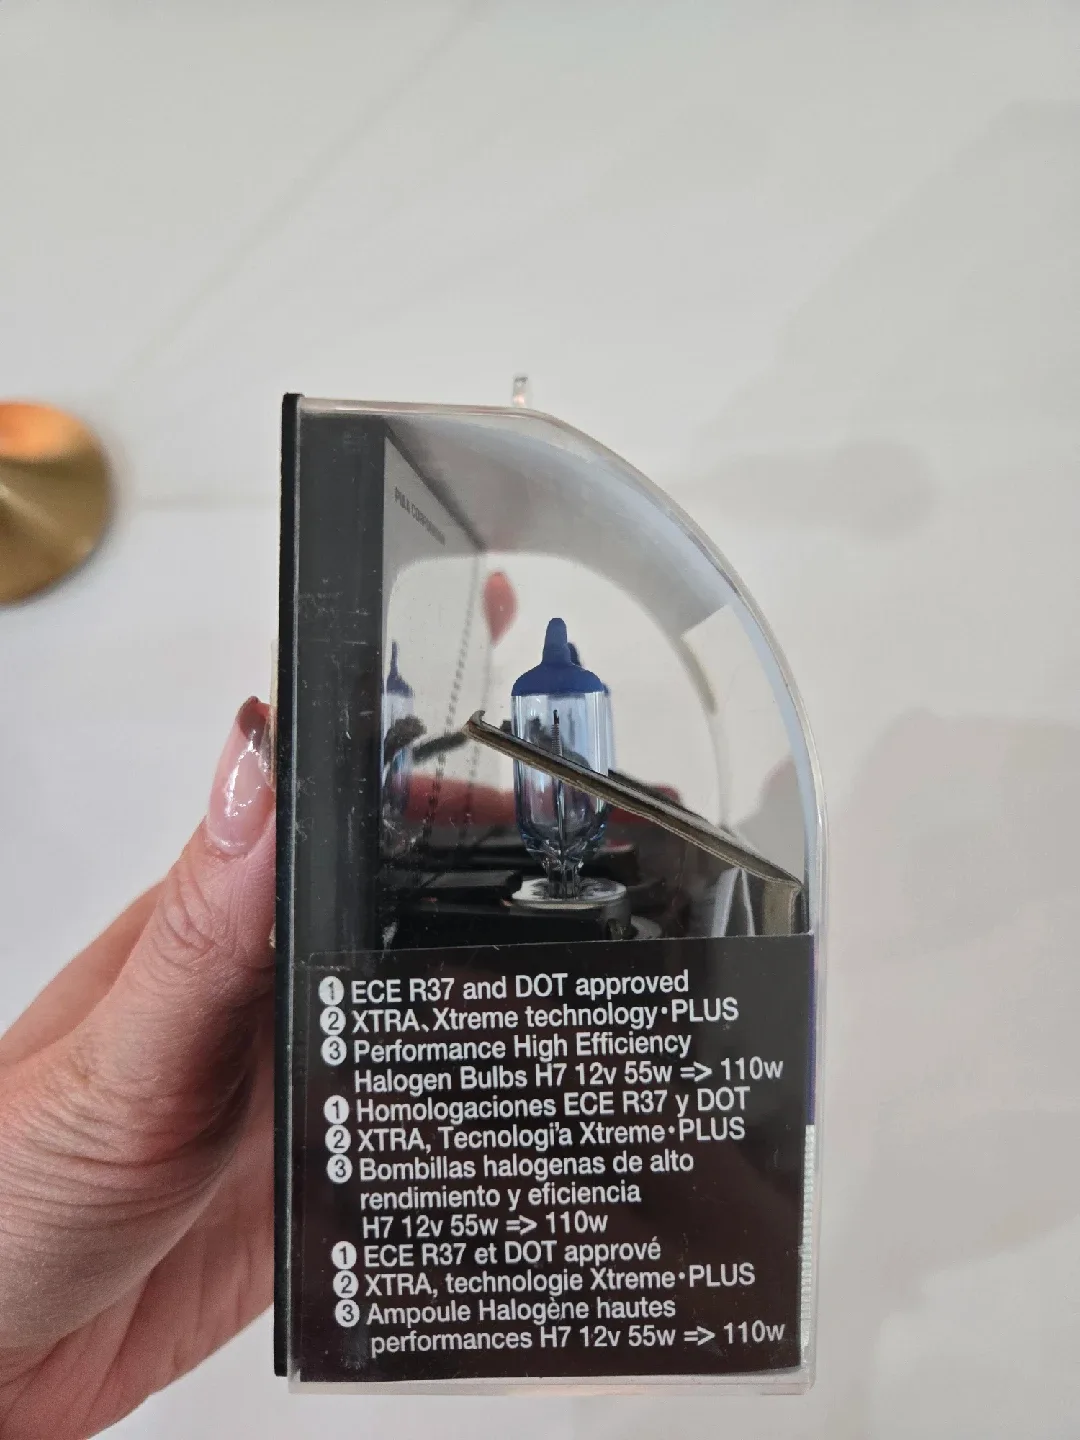 PIAA CORPORATION
① ECE R37 and DOT approved
② XTRA、Xtreme technology・PLUS
③ Performance High Efficiency
Halogen Bulbs H7 12v 55w => 110w
① Homologaciones ECE R37 y DOT
② XTRA, Tecnologi'a Xtreme・PLUS
③ Bombillas halogenas de alto
rendimiento y eficiencia
H7 12v 55w => 110w
① ECE R37 et DOT apprové
② XTRA, technologie Xtreme・PLUS
③ Ampoule Halogène hautes
performances H7 12v 55w => 110w